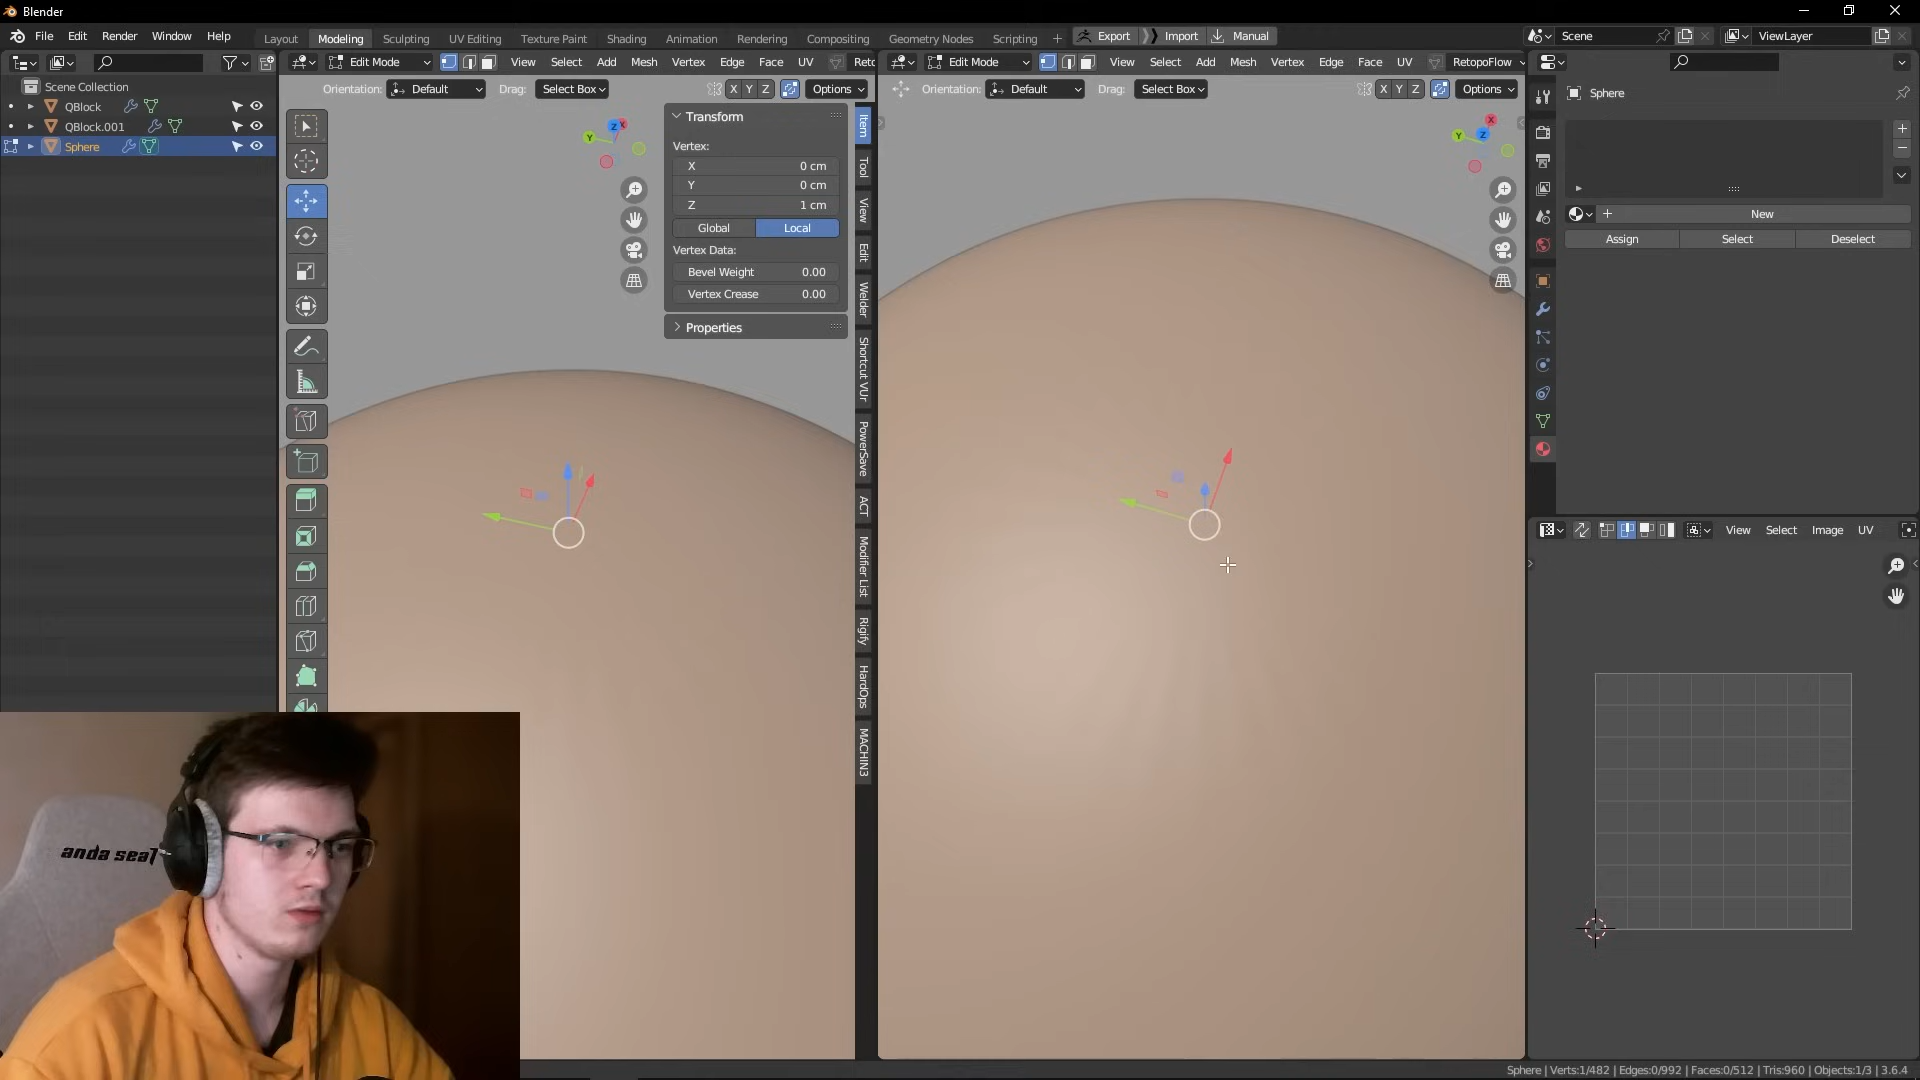 Blender
File Edit Render Window Help
Layout Modeling Sculpting UV Editing Texture Paint Shading Animation Rendering Compositing Geometry Nodes Scripting + Export Import Manual
Scene
ViewLayer
Edit Mode View Select Add Mesh Vertex Edge Face UV Reto
Edit Mode View Select Add Mesh Vertex Edge Face UV RetopoFlow
Orientation: Default Drag: Select Box X Y Z Options
Orientation: Default Drag: Select Box X Y Z Options
Scene Collection
QBlock
QBlock.001
Sphere
Transform
Vertex:
X 0 cm
Y 0 cm
Z 1 cm
Global Local
Vertex Data:
Bevel Weight 0.00
Vertex Crease 0.00
Properties
Item
Tool
View
Edit
Welder
Shortcut VUr
PowerSave
ACT
Modifier List
Rigify
HardOps
MACHIN3
X
Y
Z
X
Y
Z
Sphere
New
Assign Select Deselect
View Select Image UV
anda seaT
Sphere | Verts:1/482 | Edges:0/992 | Faces:0/512 | Tris:960 | Objects:1/3 | 3.6.4